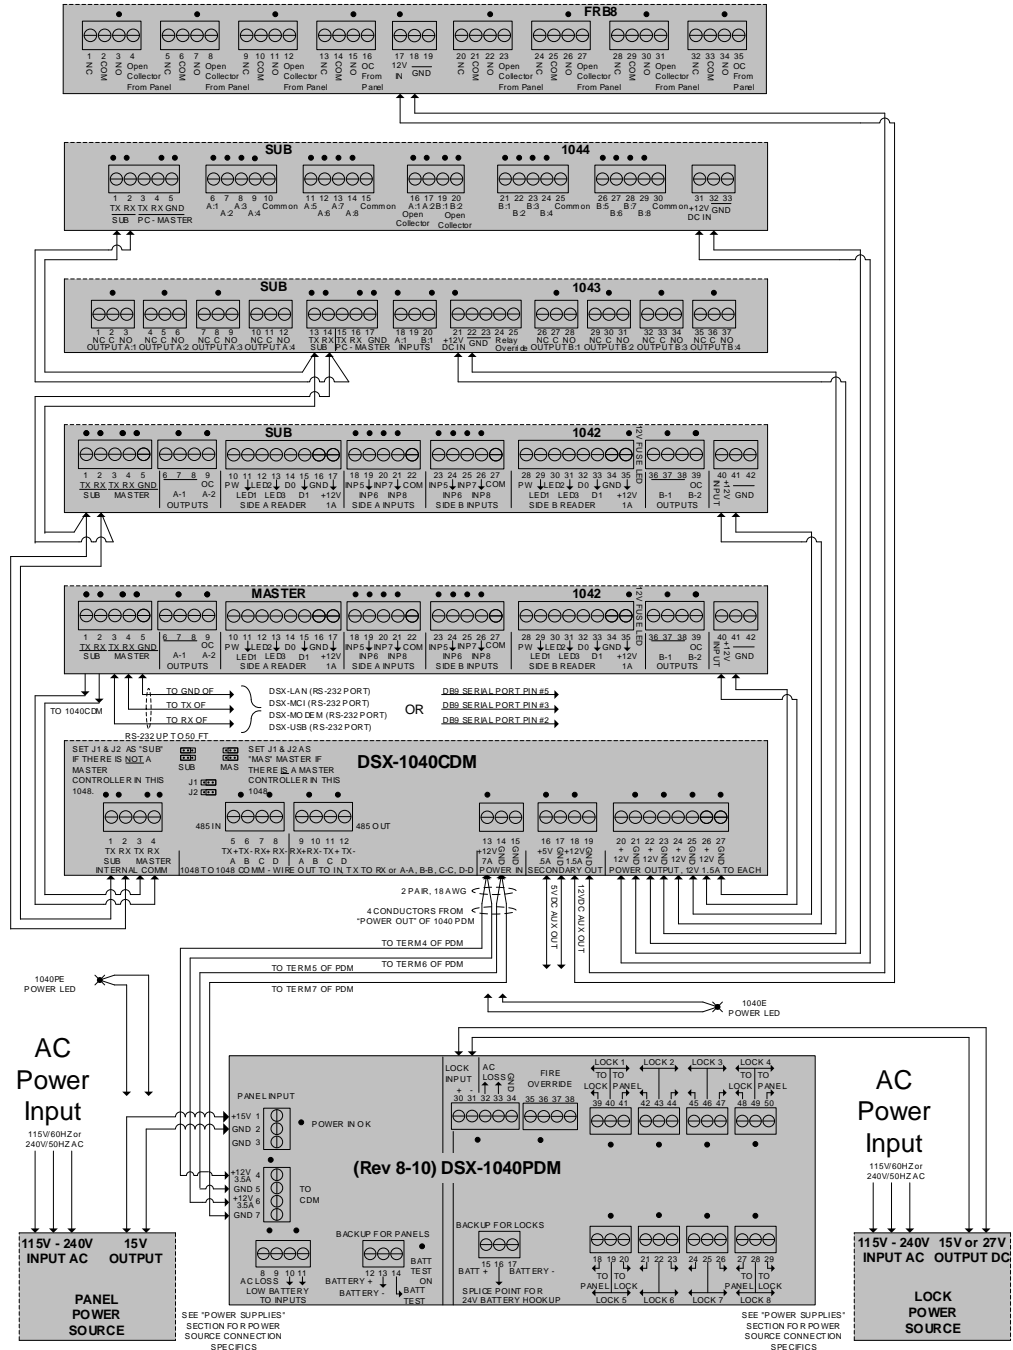 FRB8
1 2 3 4 5 6 7 8 9 10 11 12 13 14 15 16 17 18 19 20 21 22 23 24 25 26 27 28 29 30 31 32 33 34 35
NC COM NO Open Collector From Panel
NC COM NO Open Collector From Panel
NC COM NO Open Collector From Panel
NC COM NO OC From Panel
12V IN GND
NC COM NO Open Collector From Panel
NC COM NO Open Collector From Panel
NC COM NO Open Collector From Panel
NC COM NO OC From Panel
SUB 1044
1 2 3 4 5 6 7 8 9 10 11 12 13 14 15 16 17 18 19 20 21 22 23 24 25 26 27 28 29 30 31 32 33
TX RX TX RX GND
SUB PC - MASTER
A:1 A:2 A:3 A:4 Common
A:5 A:6 A:7 A:8 Common
A:1 A:2 B:1 B:2
Open Collector Open Collector
B:1 B:2 B:3 B:4 Common
B:5 B:6 B:7 B:8 Common
+12V DC IN GND
SUB 1043
1 2 3 4 5 6 7 8 9 10 11 12 13 14 15 16 17 18 19 20 21 22 23 24 25 26 27 28 29 30 31 32 33 34 35 36 37
NC C NO NC C NO NC C NO NC C NO TX RX TX RX GND A:1 B:1 +12V GND Relay NC C NO NC C NO NC C NO NC C NO
OUTPUT A:1 OUTPUT A:2 OUTPUT A:3 OUTPUT A:4 SUB PC - MASTER INPUTS DC IN Override OUTPUT B:1 OUTPUT B:2 OUTPUT B:3 OUTPUT B:4
SUB 1042
12V FUSE LED
1 2 3 4 5 6 7 8 9 10 11 12 13 14 15 16 17 18 19 20 21 22 23 24 25 26 27 28 29 30 31 32 33 34 35 36 37 38 39 40 41 42
TX RX TX RX GND OC PW LED2 D0 GND INP5 INP7 COM INP5 INP7 COM PW LED2 D0 GND OC
SUB MASTER A-1 A-2 LED1 LED3 D1 +12V INP6 INP8 INP6 INP8 LED1 LED3 D1 +12V B-1 B-2 GND
OUTPUTS SIDE A READER 1A SIDE A INPUTS SIDE B INPUTS SIDE B READER 1A OUTPUTS
+12V INPUT
MASTER 1042
12V FUSE LED
1 2 3 4 5 6 7 8 9 10 11 12 13 14 15 16 17 18 19 20 21 22 23 24 25 26 27 28 29 30 31 32 33 34 35 36 37 38 39 40 41 42
TX RX TX RX GND OC PW LED2 D0 GND INP5 INP7 COM INP5 INP7 COM PW LED2 D0 GND OC
SUB MASTER A-1 A-2 LED1 LED3 D1 +12V INP6 INP8 INP6 INP8 LED1 LED3 D1 +12V B-1 B-2 GND
OUTPUTS SIDE A READER 1A SIDE A INPUTS SIDE B INPUTS SIDE B READER 1A OUTPUTS
+12V INPUT
TO 1040CDM
TO GND OF
TO TX OF
TO RX OF
RS-232 UP TO 50 FT
DSX-LAN (RS-232 PORT)
DSX-MCI (RS-232 PORT)
DSX-MODEM (RS-232 PORT)
DSX-USB (RS-232 PORT)
OR
DB9 SERIAL PORT PIN #5
DB9 SERIAL PORT PIN #3
DB9 SERIAL PORT PIN #2
SET J1 & J2 AS "SUB"
IF THERE IS NOT A
MASTER
CONTROLLER IN THIS
1048.
SUB MAS
J1
J2
SET J1 & J2 AS
"MAS" MASTER IF
THERE IS A MASTER
CONTROLLER IN THIS
1048
DSX-1040CDM
485 IN 485 OUT
1 2 3 4 5 6 7 8 9 10 11 12 13 14 15 16 17 18 19 20 21 22 23 24 25 26 27
TX RX TX RX TX+ TX- RX+ RX- RX+ RX- TX+ TX- +12V GND GND +5V GND +12V GND + GND + GND + GND + GND
SUB MASTER A B C D A B C D 7A .5A 1.5A 12V 12V 12V 12V
INTERNAL COMM 1048 TO 1048 COMM - WIRE OUT TO IN, TX TO RX or A-A, B-B, C-C, D-D POWER IN SECONDARY OUT POWER OUTPUT, 12V 1.5A TO EACH
2 PAIR, 18 AWG
4 CONDUCTORS FROM
"POWER OUT" OF 1040 PDM
5VDC AUX OUT
12VDC AUX OUT
TO TERM 4 OF PDM
TO TERM 6 OF PDM
TO TERM 5 OF PDM
TO TERM 7 OF PDM
1040PE
POWER LED
1040E
POWER LED
AC
Power
Input
115V/60HZ or
240V/50HZ AC
115V - 240V
INPUT AC
15V
OUTPUT
PANEL
POWER
SOURCE
SEE "POWER SUPPLIES"
SECTION FOR POWER
SOURCE CONNECTION
SPECIFICS
PANEL INPUT
+15V 1
GND 2
GND 3
POWER IN OK
+12V 3.5A 4
GND 5
+12V 3.5A 6
GND 7
TO
CDM
8 9 10 11
AC LOSS
LOW BATTERY
TO INPUTS
(Rev 8-10) DSX-1040PDM
BACKUP FOR PANELS
12 13 14
BATTERY +
BATTERY -
BATT
TEST
BATT
TEST
ON
BACKUP FOR LOCKS
15 16 17
BATT + BATTERY -
SPLICE POINT FOR
24V BATTERY HOOKUP
LOCK
INPUT
+ -
AC
LOSS
GND
30 31 32 33 34
FIRE
OVERRIDE
35 36 37 38
LOCK 1 LOCK 2 LOCK 3 LOCK 4
TO LOCK TO PANEL
TO LOCK TO PANEL
39 40 41 42 43 44 45 46 47 48 49 50
18 19 20 21 22 23 24 25 26 27 28 29
TO PANEL TO LOCK
TO PANEL TO LOCK
LOCK 5 LOCK 6 LOCK 7 LOCK 8
AC
Power
Input
115V/60HZ or
240V/50HZ AC
115V - 240V
INPUT AC
15V or 27V
OUTPUT DC
LOCK
POWER
SOURCE
SEE "POWER SUPPLIES"
SECTION FOR POWER
SOURCE CONNECTION
SPECIFICS